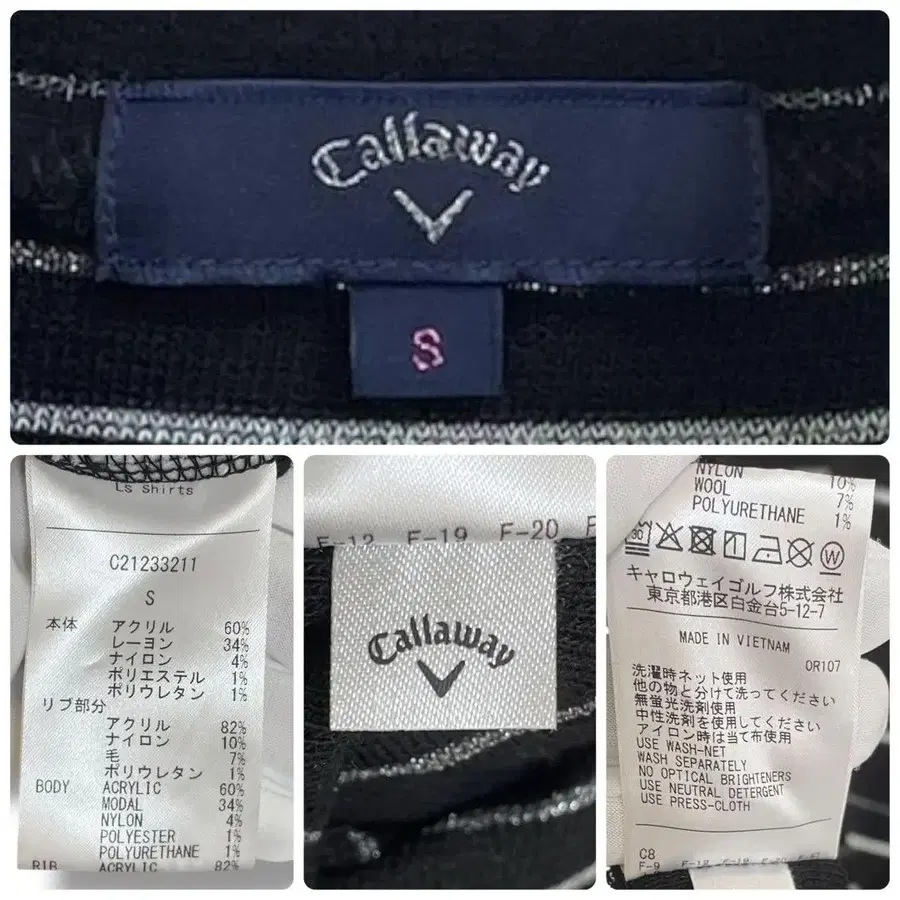 Callaway
S
Ls Shirts
C21233211
S
本体 アクリル 60%
レーヨン 34%
ナイロン 4%
ポリエステル 1%
ポリウレタン 1%
リブ部分
アクリル 82%
ナイロン 10%
毛 7%
ポリウレタン 1%
BODY ACRYLIC 60%
MODAL 34%
NYLON 4%
POLYESTER 1%
POLYURETHANE 1%
RIB ACRYLIC 82%
F-19 F-20
Callaway
NYLON 10%
WOOL 7%
POLYURETHANE 1%
30
W
キャロウェイゴルフ株式会社
東京都港区白金台5-12-7
MADE IN VIETNAM
OR107
洗濯時ネット使用
他の物と分けて洗ってください
無蛍光洗剤使用
中性洗剤を使用してください
アイロン時は当て布使用
USE WASH-NET
WASH SEPARATELY
NO OPTICAL BRIGHTENERS
USE NEUTRAL DETERGENT
USE PRESS-CLOTH
C8